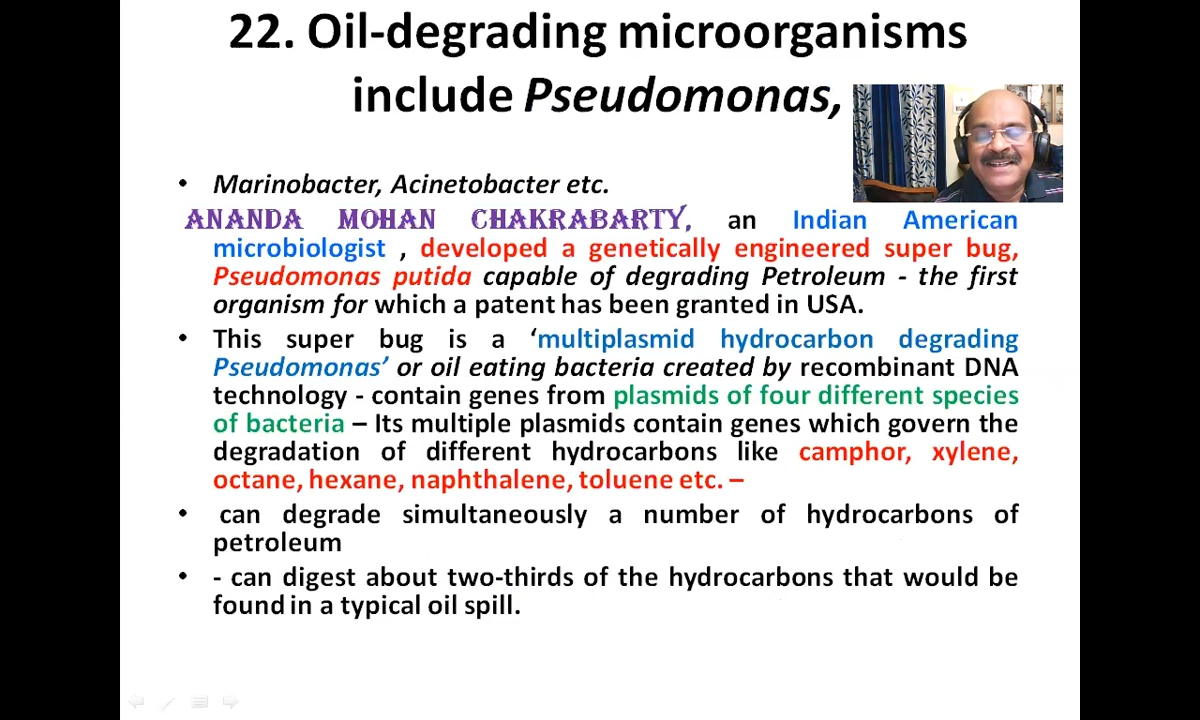 22. Oil-degrading microorganisms
include Pseudomonas,
• Marinobacter, Acinetobacter etc.
ANANDA MOHAN CHAKRABARTY, an Indian American
microbiologist , developed a genetically engineered super bug,
Pseudomonas putida capable of degrading Petroleum - the first
organism for which a patent has been granted in USA.
• This super bug is a ‘multiplasmid hydrocarbon degrading
Pseudomonas’ or oil eating bacteria created by recombinant DNA
technology - contain genes from plasmids of four different species
of bacteria – Its multiple plasmids contain genes which govern the
degradation of different hydrocarbons like camphor, xylene,
octane, hexane, naphthalene, toluene etc. –
• can degrade simultaneously a number of hydrocarbons of
petroleum
• - can digest about two-thirds of the hydrocarbons that would be
found in a typical oil spill.